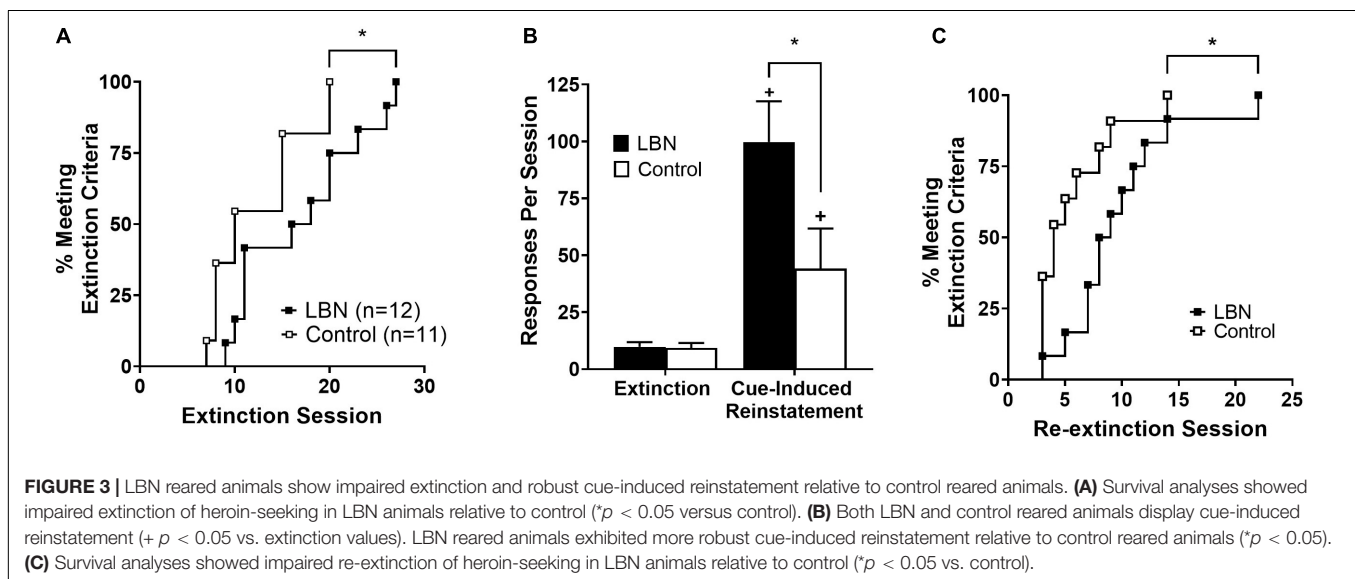 A
*
% Meeting
Extinction Criteria
100
75
50
25
0
LBN (n=12)
Control (n=11)
0 10 20 30
Extinction Session
B
*
Responses Per Session
125
100
75
50
25
0
LBN
Control
+
+
Extinction
Cue-Induced
Reinstatement
C
*
% Meeting
Extinction Criteria
100
75
50
25
0
LBN
Control
0 5 10 15 20 25
Re-extinction Session
FIGURE 3 | LBN reared animals show impaired extinction and robust cue-induced reinstatement relative to control reared animals. (A) Survival analyses showed
impaired extinction of heroin-seeking in LBN animals relative to control (*p < 0.05 versus control). (B) Both LBN and control reared animals display cue-induced
reinstatement (+ p < 0.05 vs. extinction values). LBN reared animals exhibited more robust cue-induced reinstatement relative to control reared animals (*p < 0.05).
(C) Survival analyses showed impaired re-extinction of heroin-seeking in LBN animals relative to control (*p < 0.05 vs. control).